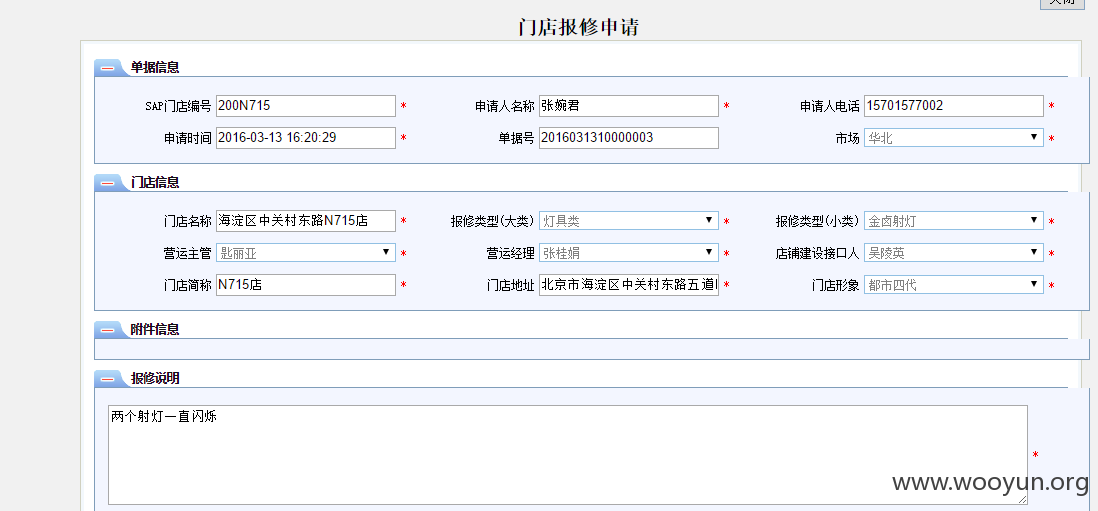 关闭
门店报修申请
单据信息
SAP门店编号 200N715 * 申请人名称 张婉君 * 申请人电话 15701577002 *
申请时间 2016-03-13 16:20:29 * 单据号 2016031310000003 市场 华北 *
门店信息
门店名称 海淀区中关村东路N715店 * 报修类型(大类) 灯具类 * 报修类型(小类) 金卤射灯 *
营运主管 匙丽亚 * 营运经理 张桂娟 * 店铺建设接口人 吴陵英 *
门店简称 N715店 * 门店地址 北京市海淀区中关村东路五道 * 门店形象 都市四代 *
附件信息
报修说明
两个射灯一直闪烁
*
www.wooyun.org